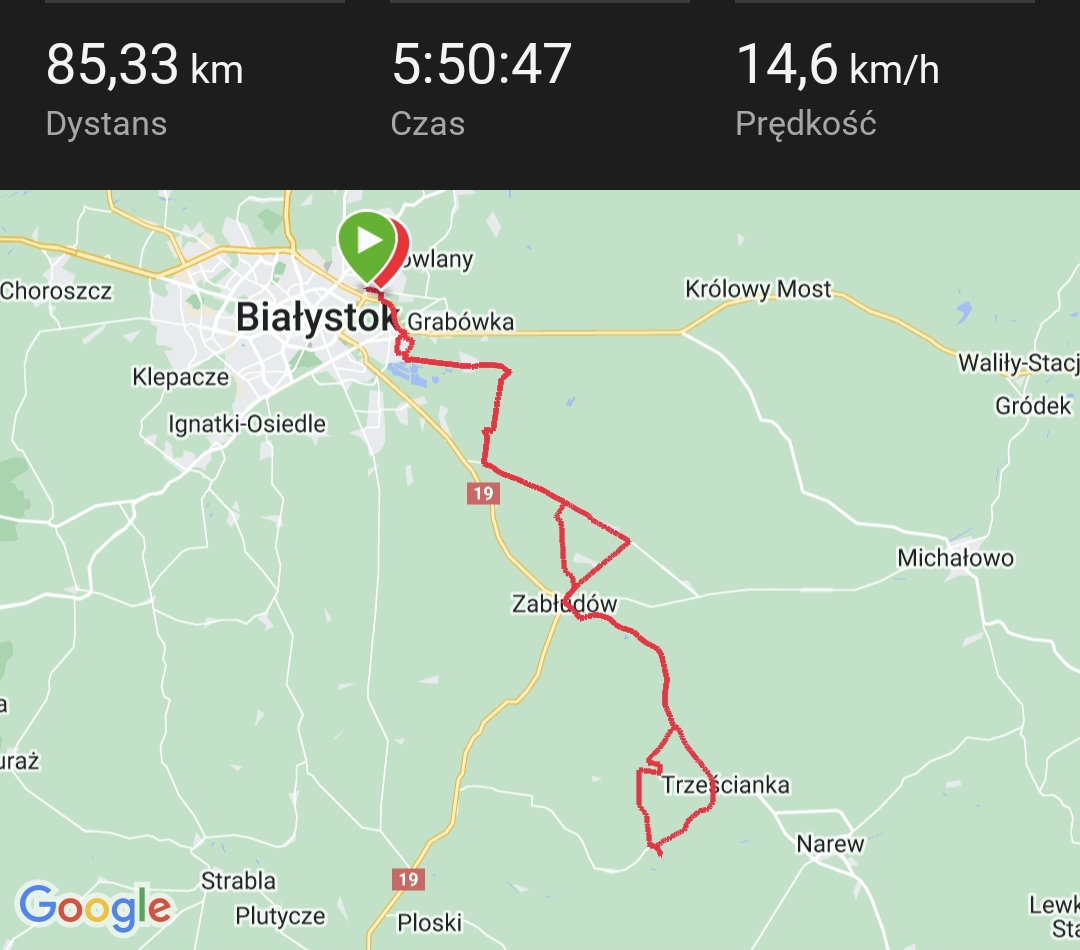 85,33 km 5:50:47 14,6 km/h
Dystans Czas Prędkość
owlany
Choroszcz
Królowy Most
Białystok
Grabówka
Waliły-Stacj
Klepacze
Gródek
Ignatki-Osiedle
19
Michałowo
Zabłudów
a
uraż
Trześcianka
Narew
19
Strabla
Google
Plutycze
Ploski
Lewk
Sta